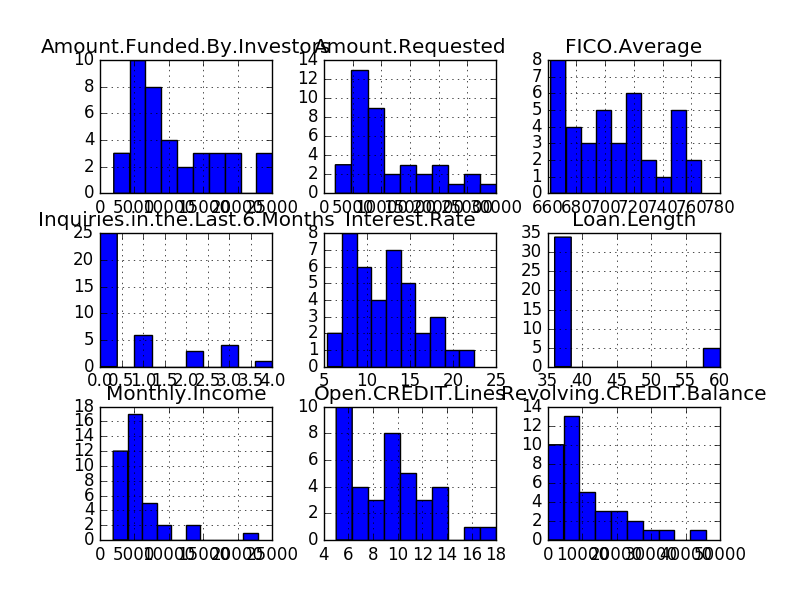 Amount.Funded.By.Investors Amount.Requested FICO.Average
10 8 6 4 2 0
14 12 10 8 6 4 2 0
8 7 6 5 4 3 2 1 0
0 5000 10000 15000 20000 25000
0 5000 10000 15000 20000 25000 30000
660 680 700 720 740 760 780
Inquiries.in.the.Last.6.Months Interest.Rate Loan.Length
25 20 15 10 5 0
8 7 6 5 4 3 2 1 0
35 30 25 20 15 10 5 0
0.0 0.5 1.0 1.5 2.0 2.5 3.0 3.5 4.0
5 10 15 20 25
35 40 45 50 55 60
Monthly.Income Open.CREDIT.Lines Revolving.CREDIT.Balance
18 16 14 12 10 8 6 4 2 0
10 8 6 4 2 0
14 12 10 8 6 4 2 0
0 5000 10000 15000 20000 25000
4 6 8 10 12 14 16 18
0 10000 20000 30000 40000 50000